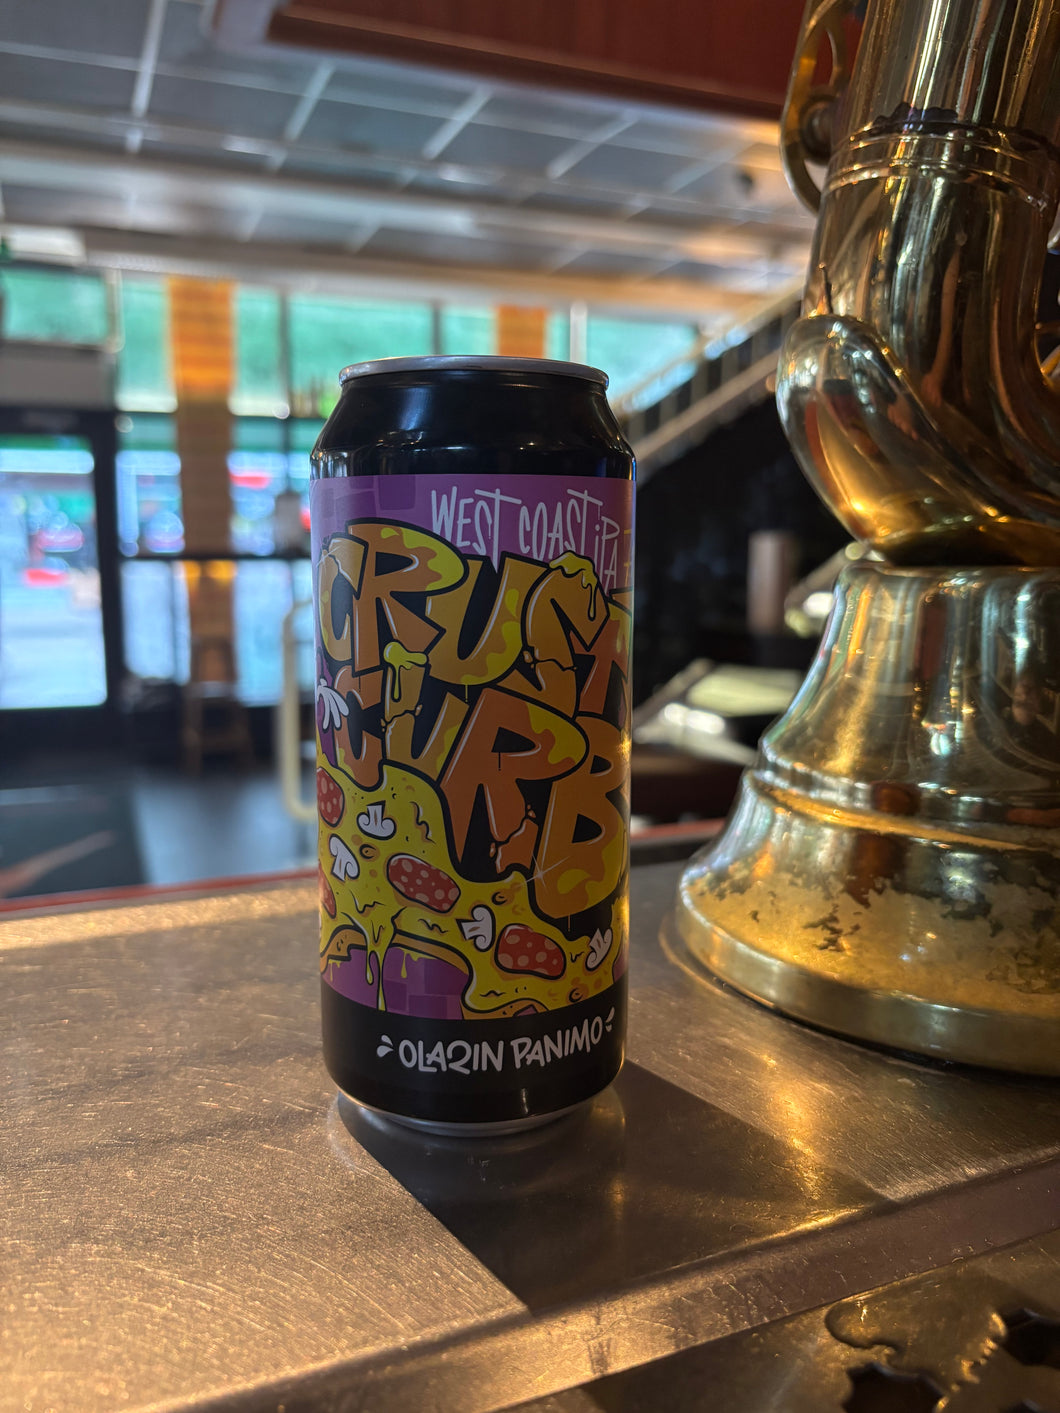 WEST COAST iPA
CRUST
CURB
OLARIN PANIMO